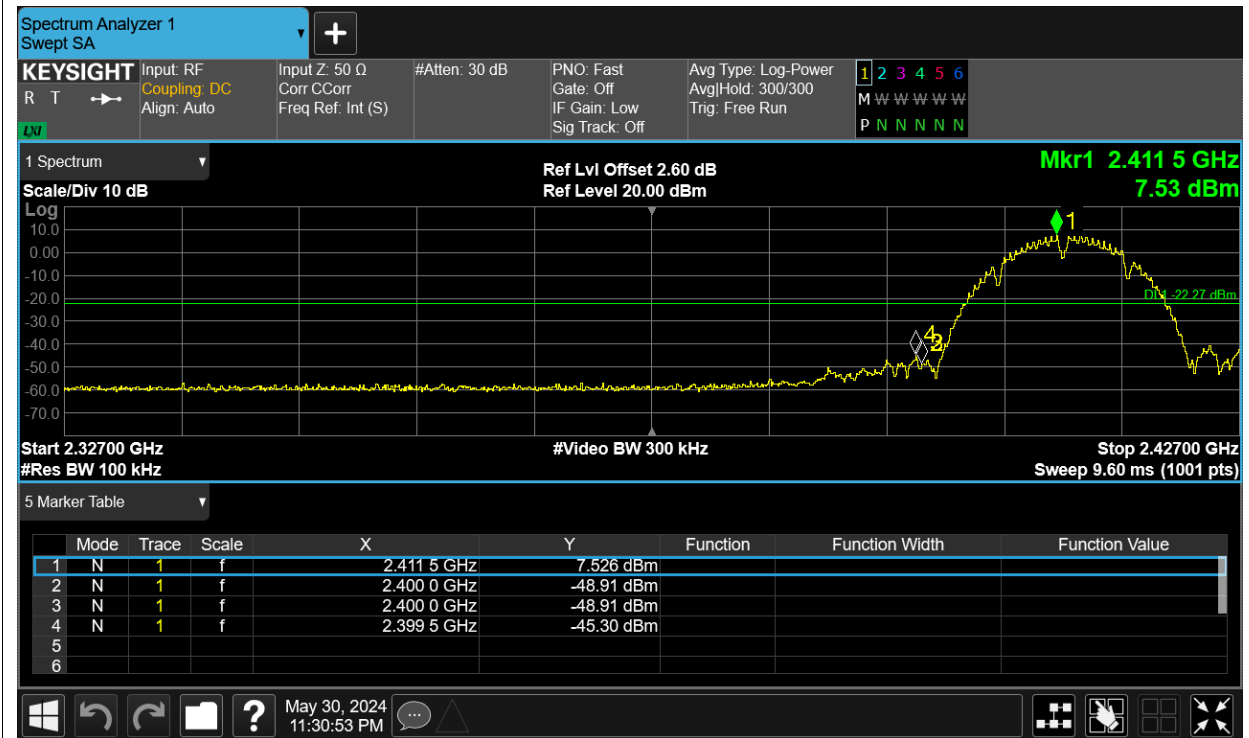 Spectrum Analyzer 1
Swept SA
KEYSIGHT
R T
LXI
Input: RF
Coupling: DC
Align: Auto
Input Z: 50 Ω
Corr CCorr
Freq Ref: Int (S)
#Atten: 30 dB
PNO: Fast
Gate: Off
IF Gain: Low
Sig Track: Off
Avg Type: Log-Power
Avg|Hold: 300/300
Trig: Free Run
1 2 3 4 5 6
M W W W W W
P N N N N N
1 Spectrum
Scale/Div 10 dB
Ref Lvl Offset 2.60 dB
Ref Level 20.00 dBm
Mkr1 2.411 5 GHz
7.53 dBm
Log
10.0
0.00
-10.0
-20.0
-30.0
-40.0
-50.0
-60.0
-70.0
1
DL1 -22.27 dBm
4
Start 2.32700 GHz
#Video BW 300 kHz
Stop 2.42700 GHz
#Res BW 100 kHz
Sweep 9.60 ms (1001 pts)
5 Marker Table
Mode Trace Scale X Y Function Function Width Function Value
1 N 1 f 2.411 5 GHz 7.526 dBm
2 N 1 f 2.400 0 GHz -48.91 dBm
3 N 1 f 2.400 0 GHz -48.91 dBm
4 N 1 f 2.399 5 GHz -45.30 dBm
5
6
?
May 30, 2024
11:30:53 PM